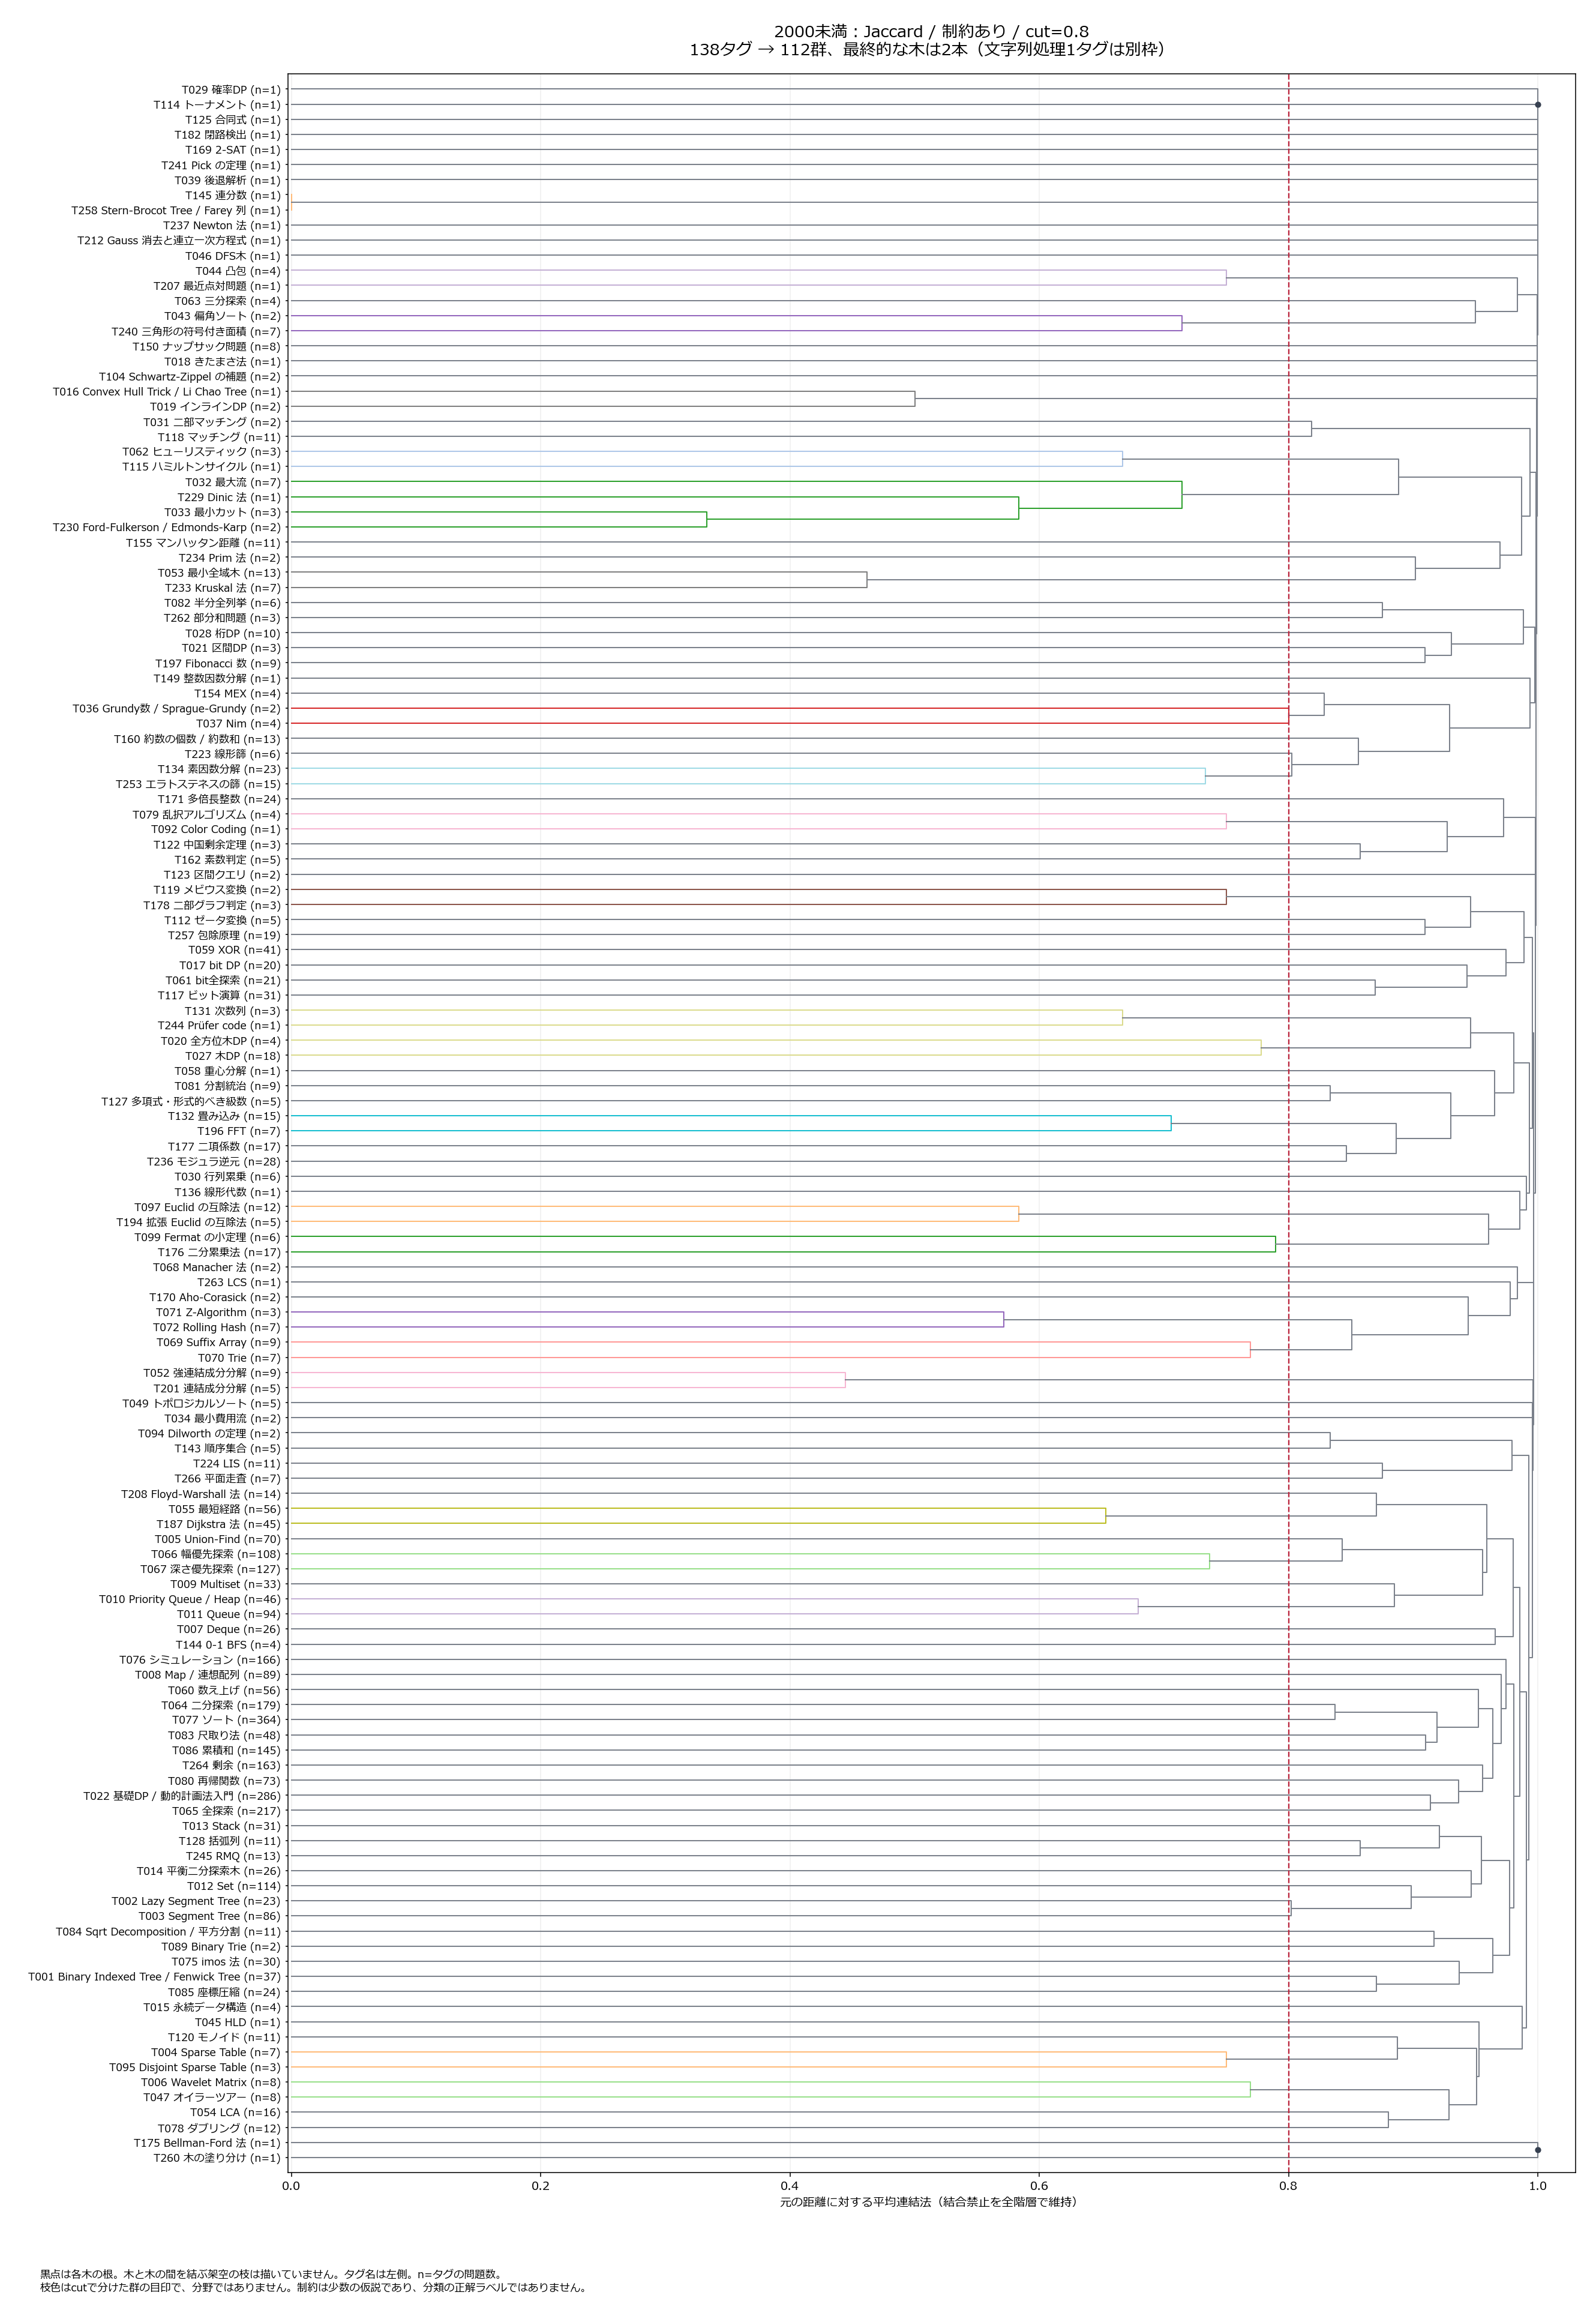 2000未満：Jaccard / 制約あり / cut=0.8
138タグ → 112群、最終的な木は2本（文字列処理1タグは別枠）
T029 確率DP (n=1)
T114 トーナメント (n=1)
T125 合同式 (n=1)
T182 閉路検出 (n=1)
T169 2-SAT (n=1)
T241 Pick の定理 (n=1)
T039 後退解析 (n=1)
T145 連分数 (n=1)
T258 Stern-Brocot Tree / Farey 列 (n=1)
T237 Newton 法 (n=1)
T212 Gauss 消去と連立一次方程式 (n=1)
T046 DFS木 (n=1)
T044 凸包 (n=4)
T207 最近点対問題 (n=1)
T063 三分探索 (n=4)
T043 偏角ソート (n=2)
T240 三角形の符号付き面積 (n=7)
T150 ナップサック問題 (n=8)
T018 きたまさ法 (n=1)
T104 Schwartz-Zippel の補題 (n=2)
T016 Convex Hull Trick / Li Chao Tree (n=1)
T019 インラインDP (n=2)
T031 二部マッチング (n=2)
T118 マッチング (n=11)
T062 ヒューリスティック (n=3)
T115 ハミルトンサイクル (n=1)
T032 最大流 (n=7)
T229 Dinic 法 (n=1)
T033 最小カット (n=3)
T230 Ford-Fulkerson / Edmonds-Karp (n=2)
T155 マンハッタン距離 (n=11)
T234 Prim 法 (n=2)
T053 最小全域木 (n=13)
T233 Kruskal 法 (n=7)
T082 半分全列挙 (n=6)
T262 部分和問題 (n=3)
T028 桁DP (n=10)
T021 区間DP (n=3)
T197 Fibonacci 数 (n=9)
T149 整数因数分解 (n=1)
T154 MEX (n=4)
T036 Grundy数 / Sprague-Grundy (n=2)
T037 Nim (n=4)
T160 約数の個数 / 約数和 (n=13)
T223 線形篩 (n=6)
T134 素因数分解 (n=23)
T253 エラトステネスの篩 (n=15)
T171 多倍長整数 (n=24)
T079 乱択アルゴリズム (n=4)
T092 Color Coding (n=1)
T122 中国剰余定理 (n=3)
T162 素数判定 (n=5)
T123 区間クエリ (n=2)
T119 メビウス変換 (n=2)
T178 二部グラフ判定 (n=3)
T112 ゼータ変換 (n=5)
T257 包除原理 (n=19)
T059 XOR (n=41)
T017 bit DP (n=20)
T061 bit全探索 (n=21)
T117 ビット演算 (n=31)
T131 次数列 (n=3)
T244 Prüfer code (n=1)
T020 全方位木DP (n=4)
T027 木DP (n=18)
T058 重心分解 (n=1)
T081 分割統治 (n=9)
T127 多項式・形式的べき級数 (n=5)
T132 畳み込み (n=15)
T196 FFT (n=7)
T177 二項係数 (n=17)
T236 モジュラ逆元 (n=28)
T030 行列累乗 (n=6)
T136 線形代数 (n=1)
T097 Euclid の互除法 (n=12)
T194 拡張 Euclid の互除法 (n=5)
T099 Fermat の小定理 (n=6)
T176 二分累乗法 (n=17)
T068 Manacher 法 (n=2)
T263 LCS (n=1)
T170 Aho-Corasick (n=2)
T071 Z-Algorithm (n=3)
T072 Rolling Hash (n=7)
T069 Suffix Array (n=9)
T070 Trie (n=7)
T052 強連結成分分解 (n=9)
T201 連結成分分解 (n=5)
T049 トポロジカルソート (n=5)
T034 最小費用流 (n=2)
T094 Dilworth の定理 (n=2)
T143 順序集合 (n=5)
T224 LIS (n=11)
T266 平面走査 (n=7)
T208 Floyd-Warshall 法 (n=14)
T055 最短経路 (n=56)
T187 Dijkstra 法 (n=45)
T005 Union-Find (n=70)
T066 幅優先探索 (n=108)
T067 深さ優先探索 (n=127)
T009 Multiset (n=33)
T010 Priority Queue / Heap (n=46)
T011 Queue (n=94)
T007 Deque (n=26)
T144 0-1 BFS (n=4)
T076 シミュレーション (n=166)
T008 Map / 連想配列 (n=89)
T060 数え上げ (n=56)
T064 二分探索 (n=179)
T077 ソート (n=364)
T083 尺取り法 (n=48)
T086 累積和 (n=145)
T264 剰余 (n=163)
T080 再帰関数 (n=73)
T022 基礎DP / 動的計画法入門 (n=286)
T065 全探索 (n=217)
T013 Stack (n=31)
T128 括弧列 (n=11)
T245 RMQ (n=13)
T014 平衡二分探索木 (n=26)
T012 Set (n=114)
T002 Lazy Segment Tree (n=23)
T003 Segment Tree (n=86)
T084 Sqrt Decomposition / 平方分割 (n=11)
T089 Binary Trie (n=2)
T075 imos 法 (n=30)
T001 Binary Indexed Tree / Fenwick Tree (n=37)
T085 座標圧縮 (n=24)
T015 永続データ構造 (n=4)
T045 HLD (n=1)
T120 モノイド (n=11)
T004 Sparse Table (n=7)
T095 Disjoint Sparse Table (n=3)
T006 Wavelet Matrix (n=8)
T047 オイラーツアー (n=8)
T054 LCA (n=16)
T078 ダブリング (n=12)
T175 Bellman-Ford 法 (n=1)
T260 木の塗り分け (n=1)
0.0 0.2 0.4 0.6 0.8 1.0
元の距離に対する平均連結法（結合禁止を全階層で維持）
黒点は各木の根。木と木の間を結ぶ架空の枝は描いていません。タグ名は左側。n=タグの問題数。
枝色はcutで分けた群の目印で、分野ではありません。制約は少数の仮説であり、分類の正解ラベルではありません。